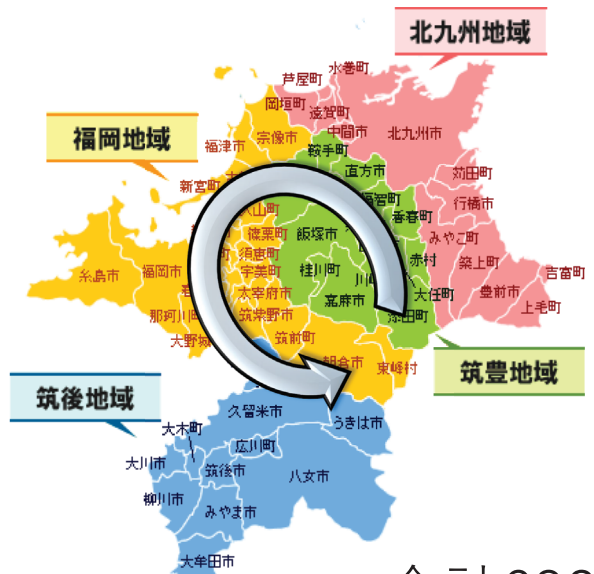 北九州地域
水巻町
芦屋町
岡垣町
遠賀町
福岡地域
中間市
北九州市
宗像市
福津市
鞍手町
直方市
苅田町
新宮町
行橋市
香春町
みやこ町
篠栗町
飯塚市
須恵町
赤村
築上町
宇美町
桂川町
吉富町
糸島市
福岡市
太宰府市
嘉麻市
大任町
豊前市
上毛町
那珂川町
筑紫野市
添田町
大野城
筑前町
朝倉市
東峰村
筑豊地域
筑後地域
久留米市
うきは市
大木町
広川町
大川市
筑後市
八女市
柳川市
みやま市
大牟田市